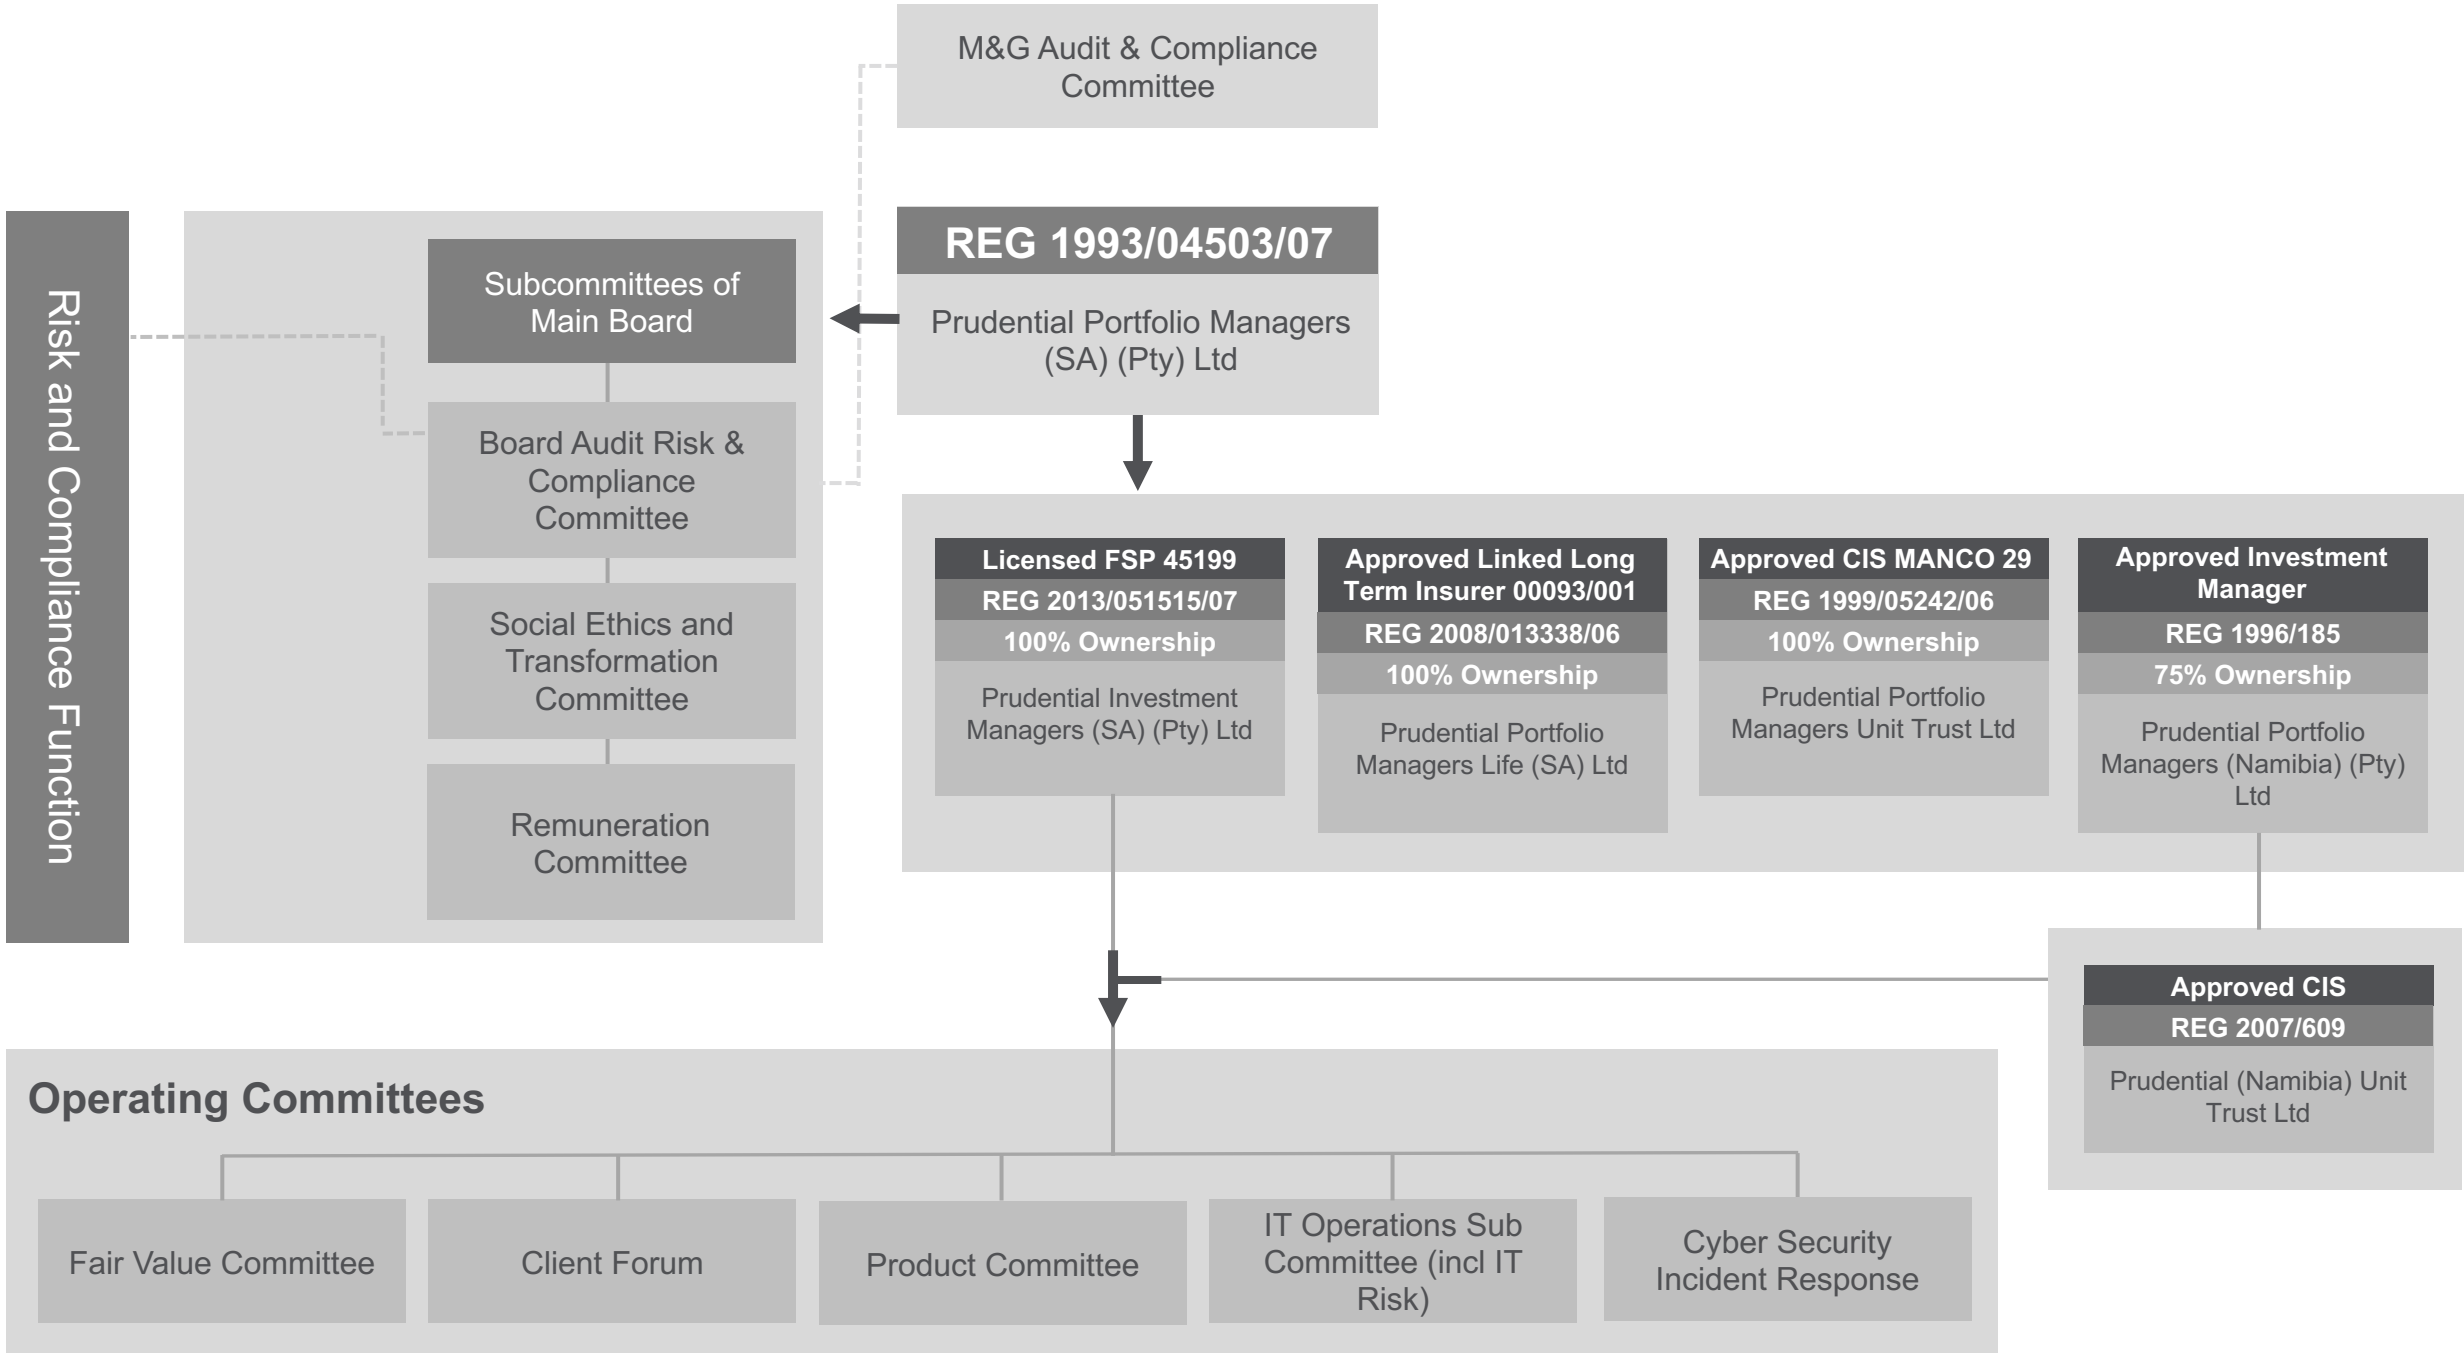 M&G Audit & Compliance
Committee
REG 1993/04503/07
Prudential Portfolio Managers
(SA) (Pty) Ltd
Risk and Compliance Function
Subcommittees of
Main Board
Board Audit Risk &
Compliance
Committee
Social Ethics and
Transformation
Committee
Remuneration
Committee
Licensed FSP 45199
REG 2013/051515/07
100% Ownership
Prudential Investment
Managers (SA) (Pty) Ltd
Approved Linked Long
Term Insurer 00093/001
REG 2008/013338/06
100% Ownership
Prudential Portfolio
Managers Life (SA) Ltd
Approved CIS MANCO 29
REG 1999/05242/06
100% Ownership
Prudential Portfolio
Managers Unit Trust Ltd
Approved Investment
Manager
REG 1996/185
75% Ownership
Prudential Portfolio
Managers (Namibia) (Pty)
Ltd
Approved CIS
REG 2007/609
Prudential (Namibia) Unit
Trust Ltd
Operating Committees
Fair Value Committee
Client Forum
Product Committee
IT Operations Sub
Committee (incl IT
Risk)
Cyber Security
Incident Response